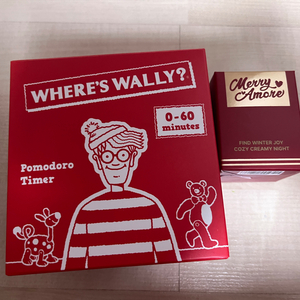 WHERE'S WALLY?
0-60
minutes
Pomodoro
Timer
Merry
Amore
FIND WINTER JOY
COZY CREAMY NIGHT